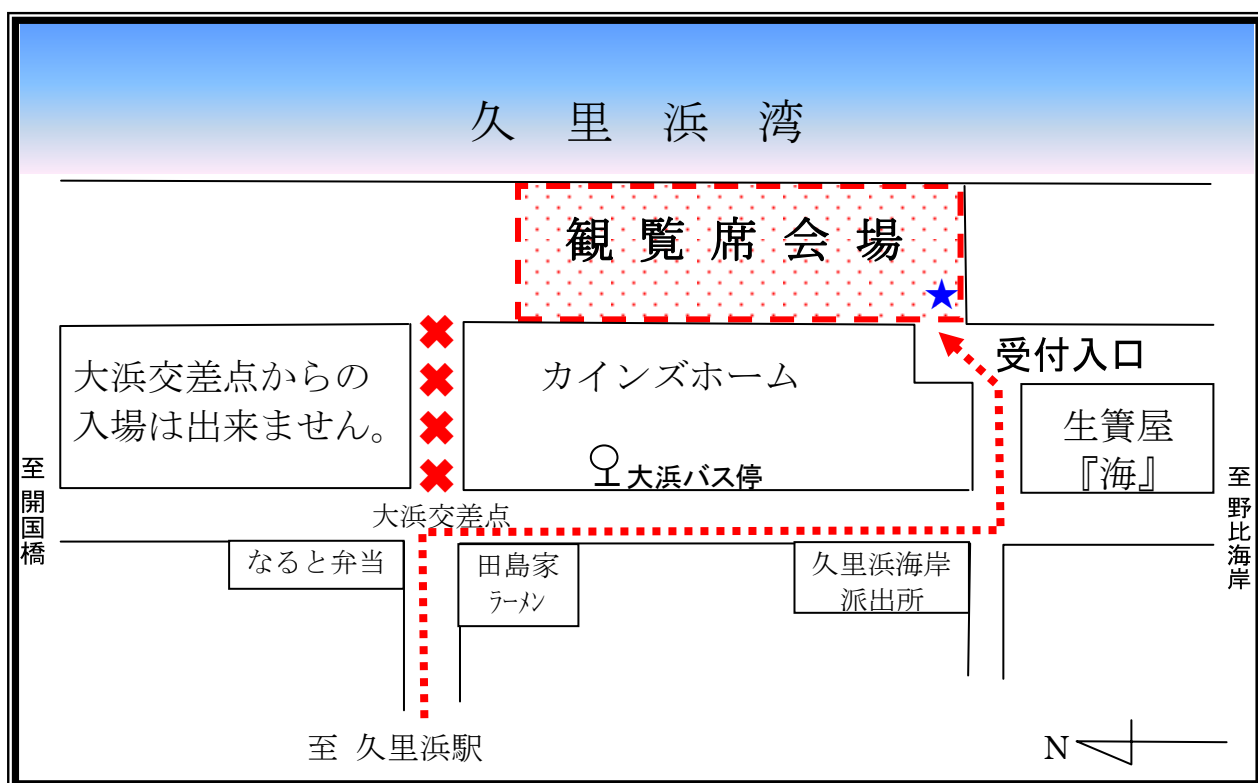 久里浜湾
観覧席会場
★
受付入口
大浜交差点からの
入場は出来ません。
カインズホーム
生簀屋
『海』
大浜バス停
至 開国橋
至 野比海岸
大浜交差点
なると弁当
田島家
ラーメン
久里浜海岸
派出所
至 久里浜駅
N